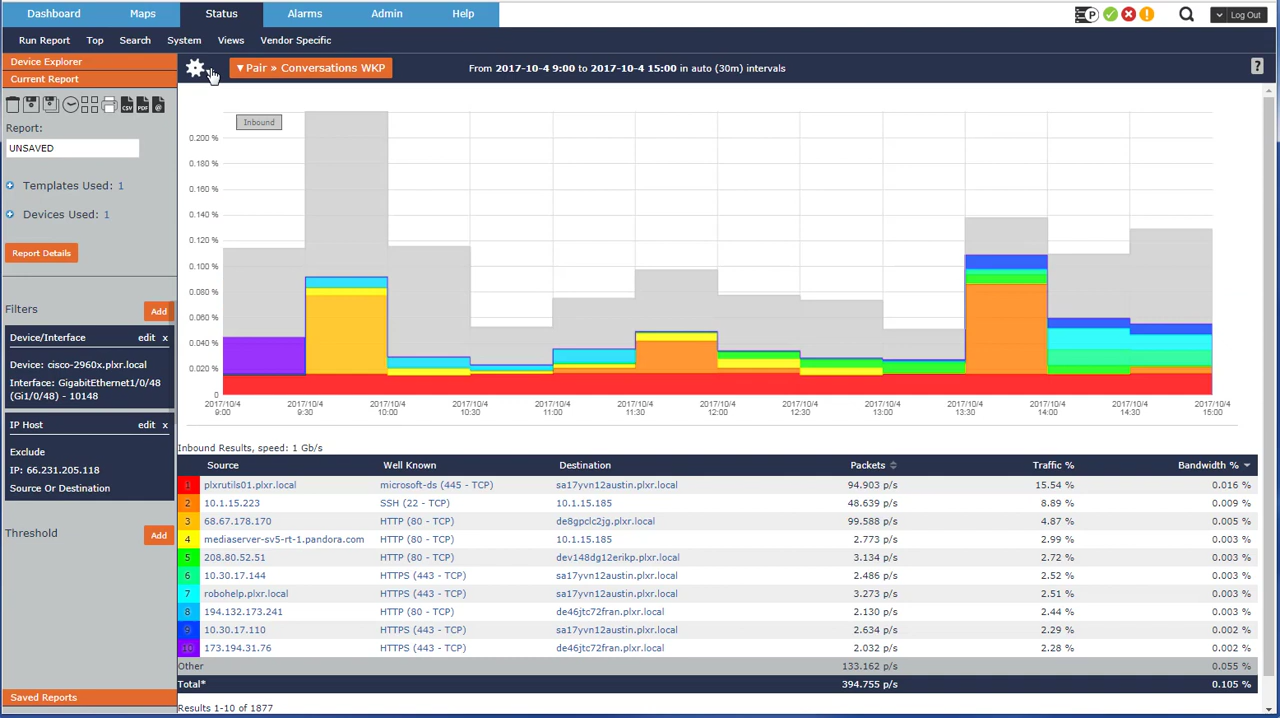 Dashboard Maps Status Alarms Admin Help
P Log Out
Run Report Top Search System Views Vendor Specific
Device Explorer
Current Report
▼ Pair » Conversations WKP
From 2017-10-4 9:00 to 2017-10-4 15:00 in auto (30m) intervals
?
CSV PDF @
Report:
UNSAVED
Templates Used: 1
Devices Used: 1
Report Details
Filters
Add
Device/Interface edit x
Device: cisco-2960x.plxr.local
Interface: GigabitEthernet1/0/48
(Gi1/0/48) - 10148
IP Host edit x
Exclude
IP: 66.231.205.118
Source Or Destination
Threshold
Add
Saved Reports
Inbound
0.200 %
0.180 %
0.160 %
0.140 %
0.120 %
0.100 %
0.080 %
0.060 %
0.040 %
0.020 %
0
2017/10/4 2017/10/4 2017/10/4 2017/10/4 2017/10/4 2017/10/4 2017/10/4 2017/10/4 2017/10/4 2017/10/4 2017/10/4 2017/10/4 2017/10/4
9:00 9:30 10:00 10:30 11:00 11:30 12:00 12:30 13:00 13:30 14:00 14:30 15:00
Inbound Results, speed: 1 Gb/s
Source Well Known Destination Packets Traffic % Bandwidth %
1 plxrutils01.plxr.local microsoft-ds (445 - TCP) sa17yvn12austin.plxr.local 94.903 p/s 15.54 % 0.016 %
2 10.1.15.223 SSH (22 - TCP) 10.1.15.185 48.639 p/s 8.89 % 0.009 %
3 68.67.178.170 HTTP (80 - TCP) de8gpclc2jg.plxr.local 99.588 p/s 4.87 % 0.005 %
4 mediaserver-sv5-rt-1.pandora.com HTTP (80 - TCP) 10.1.15.185 2.773 p/s 2.99 % 0.003 %
5 208.80.52.51 HTTP (80 - TCP) dev148dg12erikp.plxr.local 3.134 p/s 2.72 % 0.003 %
6 10.30.17.144 HTTPS (443 - TCP) sa17yvn12austin.plxr.local 2.486 p/s 2.52 % 0.003 %
7 robohelp.plxr.local HTTPS (443 - TCP) sa17yvn12austin.plxr.local 3.273 p/s 2.51 % 0.003 %
8 194.132.173.241 HTTP (80 - TCP) de46jtc72fran.plxr.local 2.130 p/s 2.44 % 0.003 %
9 10.30.17.110 HTTPS (443 - TCP) sa17yvn12austin.plxr.local 2.634 p/s 2.29 % 0.002 %
10 173.194.31.76 HTTPS (443 - TCP) de46jtc72fran.plxr.local 2.032 p/s 2.28 % 0.002 %
Other 133.162 p/s 0.055 %
Total* 394.755 p/s 0.105 %
Results 1-10 of 1877